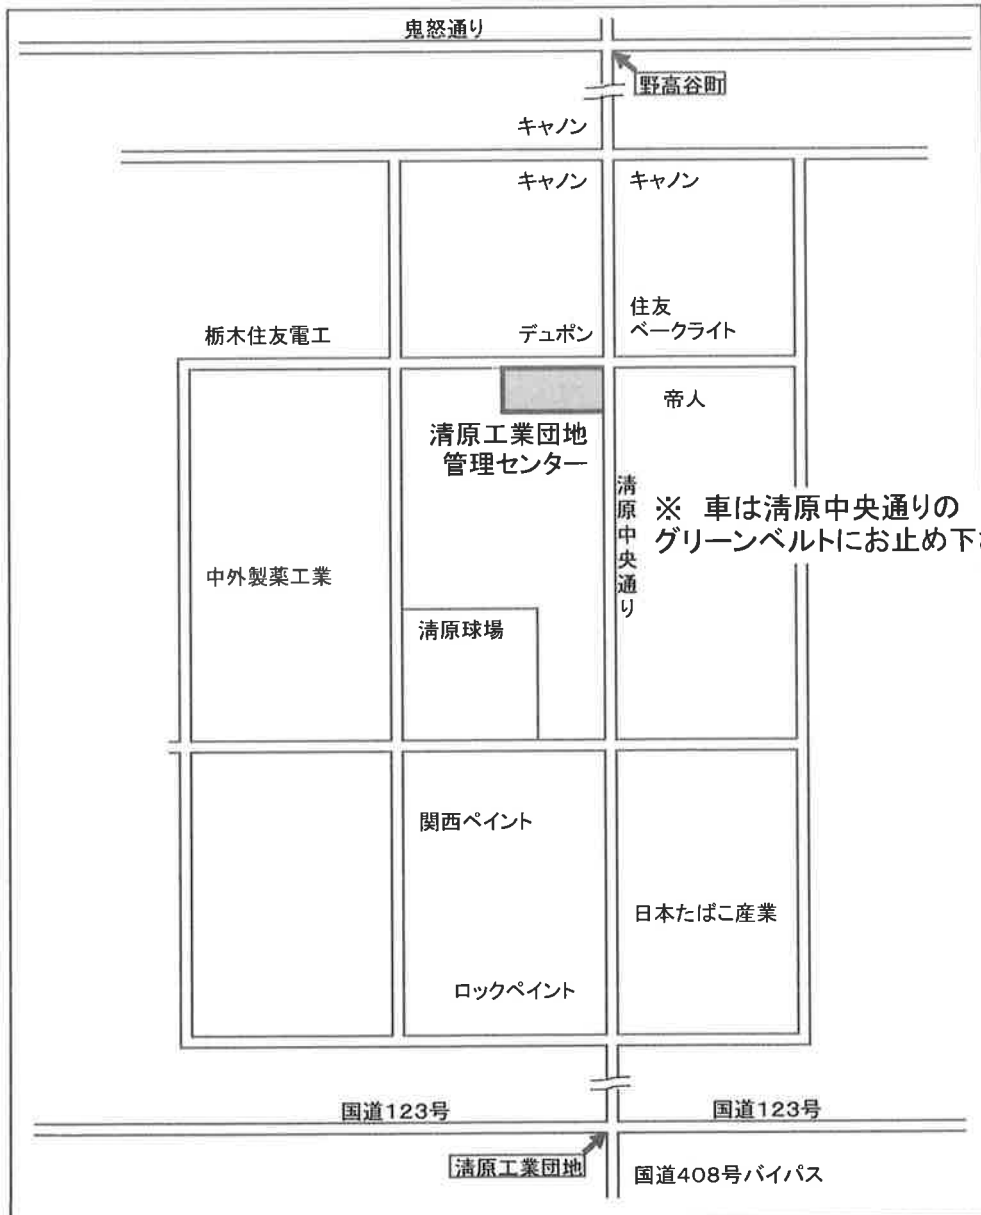 鬼怒通り
野高谷町
キャノン
キャノン
キャノン
住友
ベークライト
栃木住友電工
デュポン
帝人
清原工業団地
管理センター
清原中央通り
※ 車は清原中央通りの
グリーンベルトにお止め下
中外製薬工業
清原球場
関西ペイント
日本たばこ産業
ロックペイント
国道123号
国道123号
清原工業団地
国道408号バイパス